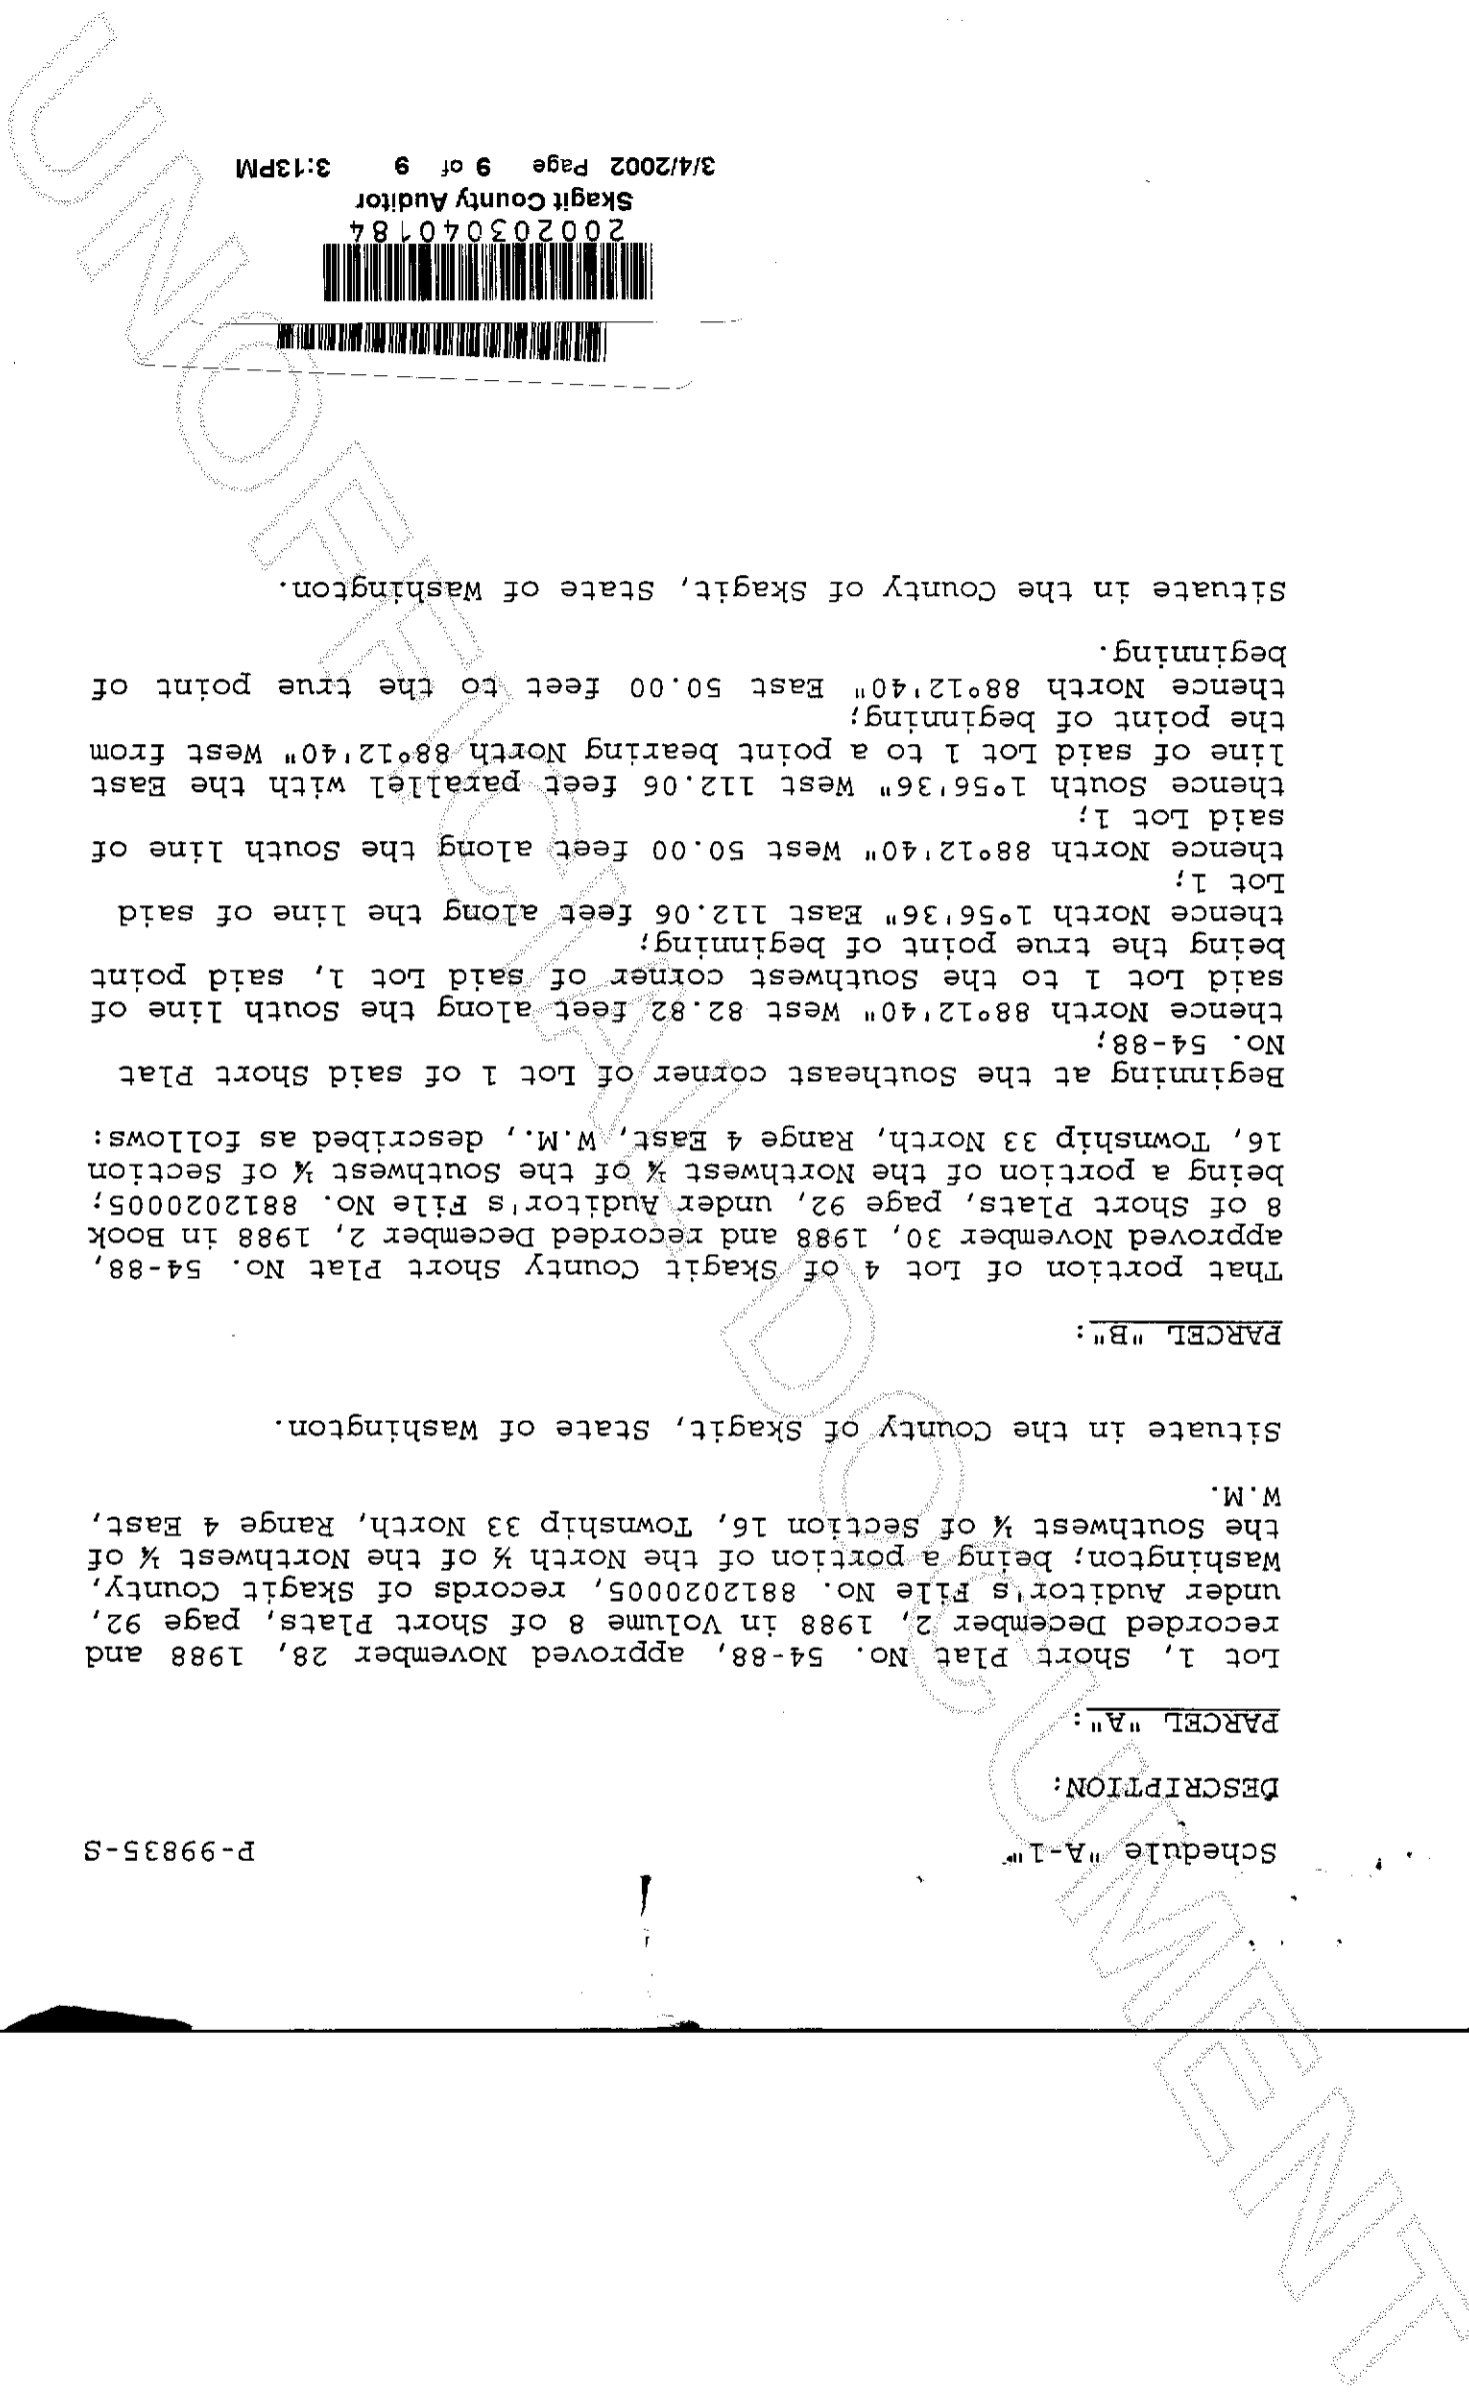 Schedule "A-1" P-99835-S
DESCRIPTION:
PARCEL "A":
Lot 1, Short Plat No. 54-88, approved November 28, 1988 and
recorded December 2, 1988 in Volume 8 of Short Plats, page 92,
under Auditor's File No. 8812020005, records of Skagit County,
Washington; being a portion of the North ½ of the Northwest ¼ of
the Southwest ¼ of Section 16, Township 33 North, Range 4 East,
W.M.
Situate in the County of Skagit, State of Washington.
PARCEL "B":
That portion of Lot 4 of Skagit County Short Plat No. 54-88,
approved November 30, 1988 and recorded December 2, 1988 in Book
8 of Short Plats, page 92, under Auditor's File No. 8812020005;
being a portion of the Northwest ¼ of the Southwest ¼ of Section
16, Township 33 North, Range 4 East, W.M., described as follows:
Beginning at the Southeast corner of Lot 1 of said Short Plat
No. 54-88;
thence North 88°12'40" West 82.82 feet along the South line of
said Lot 1 to the Southwest corner of said Lot 1, said point
being the true point of beginning;
thence North 1°56'36" East 112.06 feet along the line of said
Lot 1;
thence North 88°12'40" West 50.00 feet along the South line of
said Lot 1;
thence South 1°56'36" West 112.06 feet parallel with the East
line of said Lot 1 to a point bearing North 88°12'40" West from
the point of beginning;
thence North 88°12'40" East 50.00 feet to the true point of
beginning.
Situate in the County of Skagit, State of Washington.
200203040184
Skagit County Auditor
3/4/2002 Page 9 of 9 3:13PM
UNOFFICIAL DOCUMENT